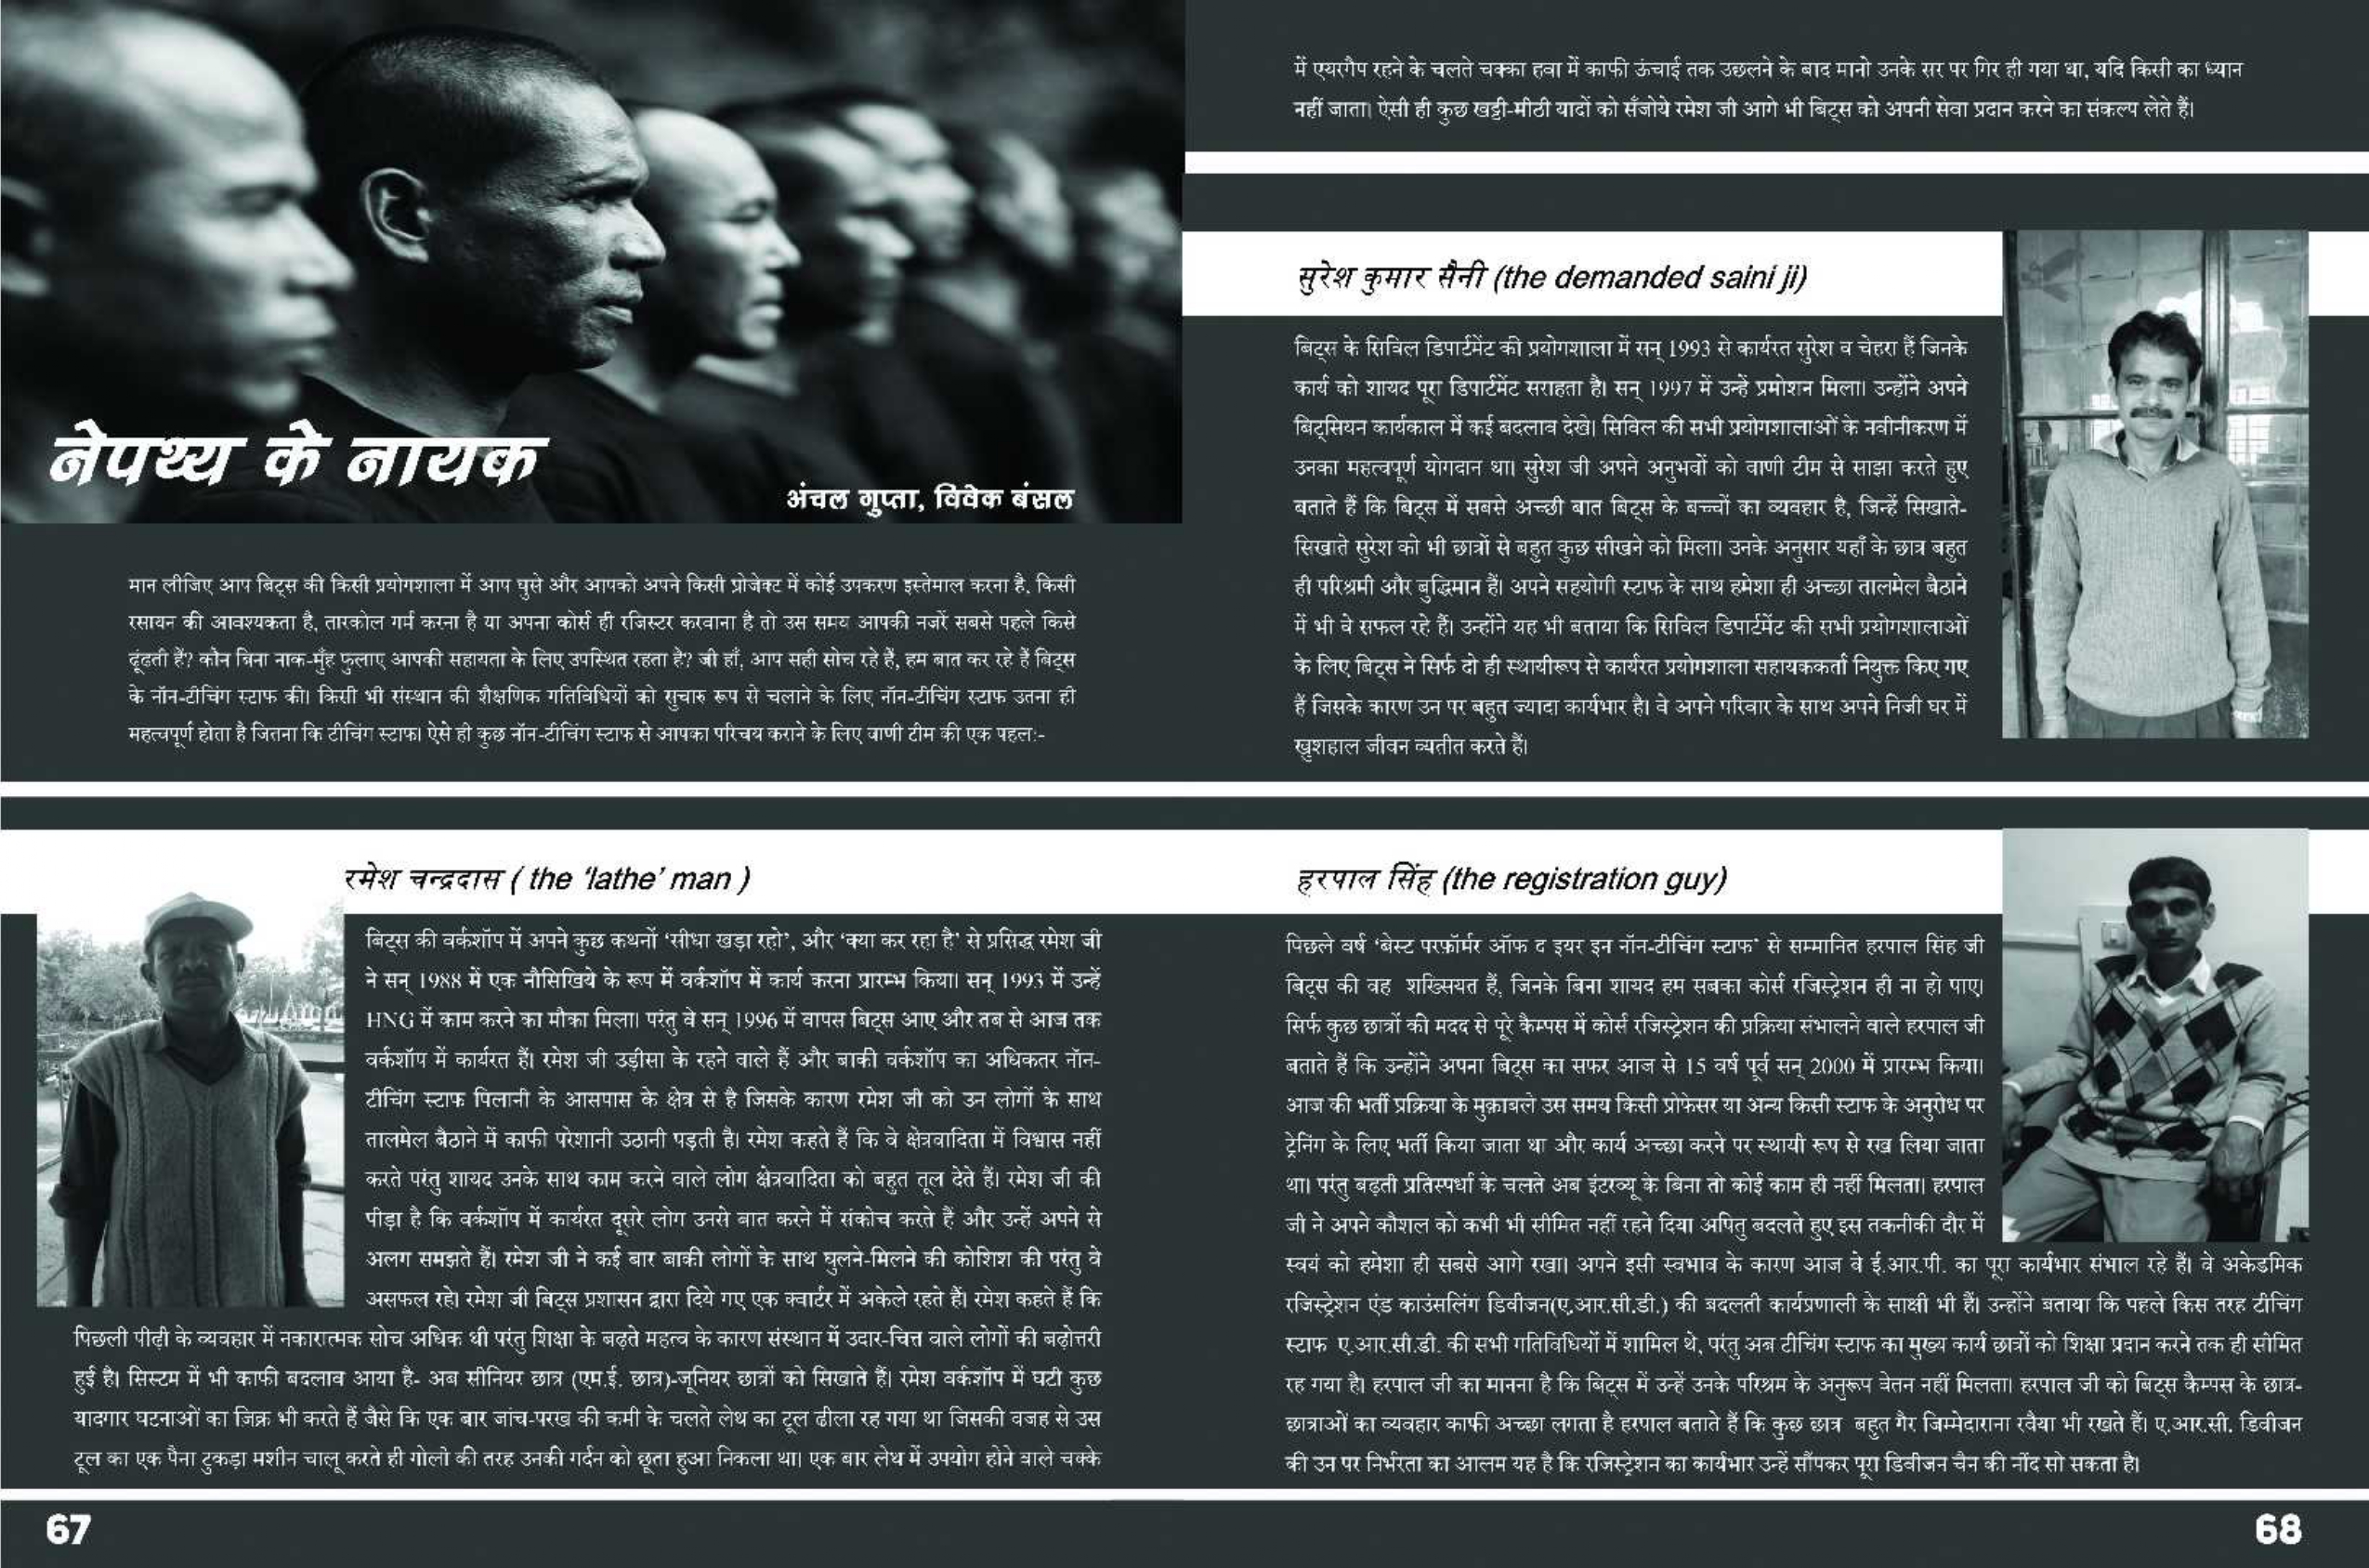 नेपथ्य के नायक
अंचल गुप्ता, विवेक बंसल
मान लीजिए आप बिट्स की किसी प्रयोगशाला में आप घुसे और आपको अपने किसी प्रोजेक्ट में कोई उपकरण इस्तेमाल करना है, किसी
रसायन की आवश्यकता है, तारकोल गर्म करना है या अपना कोर्स ही रजिस्टर करवाना है तो उस समय आपकी नजरें सबसे पहले किसे
ढूंढ़ती हैं? कौन बिना नाक-मुँह फुलाए आपकी सहायता के लिए उपस्थित रहता है? जी हाँ, आप सही सोच रहे हैं, हम बात कर रहे हैं बिट्स
के नॉन-टीचिंग स्टाफ की। किसी भी संस्थान की शैक्षणिक गतिविधियों को सुचारु रूप से चलाने के लिए नॉन-टीचिंग स्टाफ उतना ही
महत्वपूर्ण होता है जितना कि टीचिंग स्टाफ। ऐसे ही कुछ नॉन-टीचिंग स्टाफ से आपका परिचय कराने के लिए वाणी टीम की एक पहल:-
रमेश चन्द्रदास ( the ‘lathe’ man )
बिट्स की वर्कशॉप में अपने कुछ कथनों ‘सीधा खड़ा रहो’, और ‘क्या कर रहा है’ से प्रसिद्ध रमेश जी
ने सन् 1988 में एक नौसिखिये के रूप में वर्कशॉप में कार्य करना प्रारम्भ किया। सन् 1993 में उन्हें
HNG में काम करने का मौका मिला। परंतु वे सन् 1996 में वापस बिट्स आए और तब से आज तक
वर्कशॉप में कार्यरत हैं। रमेश जी उड़ीसा के रहने वाले हैं और बाकी वर्कशॉप का अधिकतर नॉन-
टीचिंग स्टाफ पिलानी के आसपास के क्षेत्र से है जिसके कारण रमेश जी को उन लोगों के साथ
तालमेल बैठाने में काफी परेशानी उठानी पड़ती है। रमेश कहते हैं कि वे क्षेत्रवादिता में विश्वास नहीं
करते परंतु शायद उनके साथ काम करने वाले लोग क्षेत्रवादिता को बहुत तूल देते हैं। रमेश जी की
पीड़ा है कि वर्कशॉप में कार्यरत दूसरे लोग उनसे बात करने में संकोच करते हैं और उन्हें अपने से
अलग समझते हैं। रमेश जी ने कई बार बाकी लोगों के साथ घुलने-मिलने की कोशिश की परंतु वे
असफल रहे। रमेश जी बिट्स प्रशासन द्वारा दिये गए एक क्वार्टर में अकेले रहते हैं। रमेश कहते हैं कि
पिछली पीढ़ी के व्यवहार में नकारात्मक सोच अधिक थी परंतु शिक्षा के बढ़ते महत्व के कारण संस्थान में उदार-चित्त वाले लोगों की बढ़ोत्तरी
हुई है। सिस्टम में भी काफी बदलाव आया है- अब सीनियर छात्र (एम.ई. छात्र)-जूनियर छात्रों को सिखाते हैं। रमेश वर्कशॉप में घटी कुछ
यादगार घटनाओं का ज़िक्र भी करते हैं जैसे कि एक बार जांच-परख की कमी के चलते लेथ का टूल ढीला रह गया था जिसकी वजह से उस
टूल का एक पैना टुकड़ा मशीन चालू करते ही गोली की तरह उनकी गर्दन को छूता हुआ निकला था। एक बार लेथ में उपयोग होने वाले चक्के
67
में एयरगैप रहने के चलते चक्का हवा में काफी ऊंचाई तक उछलने के बाद मानो उनके सर पर गिर ही गया था, यदि किसी का ध्यान
नहीं जाता। ऐसी ही कुछ खट्टी-मीठी यादों को सँजोये रमेश जी आगे भी बिट्स को अपनी सेवा प्रदान करने का संकल्प लेते हैं।
सुरेश कुमार सैनी (the demanded saini ji)
बिट्स के सिविल डिपार्टमेंट की प्रयोगशाला में सन् 1993 से कार्यरत सुरेश व चेहरा हैं जिनके
कार्य को शायद पूरा डिपार्टमेंट सराहता है। सन् 1997 में उन्हें प्रमोशन मिला। उन्होंने अपने
बिट्सियन कार्यकाल में कई बदलाव देखे। सिविल की सभी प्रयोगशालाओं के नवीनीकरण में
उनका महत्वपूर्ण योगदान था। सुरेश जी अपने अनुभवों को वाणी टीम से साझा करते हुए
बताते हैं कि बिट्स में सबसे अच्छी बात बिट्स के बच्चों का व्यवहार है, जिन्हें सिखाते-
सिखाते सुरेश को भी छात्रों से बहुत कुछ सीखने को मिला। उनके अनुसार यहाँ के छात्र बहुत
ही परिश्रमी और बुद्धिमान हैं। अपने सहयोगी स्टाफ के साथ हमेशा ही अच्छा तालमेल बैठाने
में भी वे सफल रहे हैं। उन्होंने यह भी बताया कि सिविल डिपार्टमेंट की सभी प्रयोगशालाओं
के लिए बिट्स ने सिर्फ दो ही स्थायीरूप से कार्यरत प्रयोगशाला सहायककर्ता नियुक्त किए गए
हैं जिसके कारण उन पर बहुत ज्यादा कार्यभार है। वे अपने परिवार के साथ अपने निजी घर में
खुशहाल जीवन व्यतीत करते हैं।
हरपाल सिंह (the registration guy)
पिछले वर्ष ‘बेस्ट परफ़ॉर्मर ऑफ द इयर इन नॉन-टीचिंग स्टाफ’ से सम्मानित हरपाल सिंह जी
बिट्स की वह शख्सियत हैं, जिनके बिना शायद हम सबका कोर्स रजिस्ट्रेशन ही ना हो पाए।
सिर्फ कुछ छात्रों की मदद से पूरे कैम्पस में कोर्स रजिस्ट्रेशन की प्रक्रिया संभालने वाले हरपाल जी
बताते हैं कि उन्होंने अपना बिट्स का सफर आज से 15 वर्ष पूर्व सन् 2000 में प्रारम्भ किया।
आज की भर्ती प्रक्रिया के मुक़ाबले उस समय किसी प्रोफेसर या अन्य किसी स्टाफ के अनुरोध पर
ट्रेनिंग के लिए भर्ती किया जाता था और कार्य अच्छा करने पर स्थायी रूप से रख लिया जाता
था। परंतु बढ़ती प्रतिस्पर्धा के चलते अब इंटरव्यू के बिना तो कोई काम ही नहीं मिलता। हरपाल
जी ने अपने कौशल को कभी भी सीमित नहीं रहने दिया अपितु बदलते हुए इस तकनीकी दौर में
स्वयं को हमेशा ही सबसे आगे रखा। अपने इसी स्वभाव के कारण आज वे ई.आर.पी. का पूरा कार्यभार संभाल रहे हैं। वे अकेडमिक
रजिस्ट्रेशन एंड काउंसलिंग डिवीजन(ए.आर.सी.डी.) की बदलती कार्यप्रणाली के साक्षी भी हैं। उन्होंने बताया कि पहले किस तरह टीचिंग
स्टाफ ए.आर.सी.डी. की सभी गतिविधियों में शामिल थे, परंतु अब टीचिंग स्टाफ का मुख्य कार्य छात्रों को शिक्षा प्रदान करने तक ही सीमित
रह गया है। हरपाल जी का मानना है कि बिट्स में उन्हें उनके परिश्रम के अनुरूप वेतन नहीं मिलता। हरपाल जी को बिट्स कैम्पस के छात्र-
छात्राओं का व्यवहार काफी अच्छा लगता है हरपाल बताते हैं कि कुछ छात्र बहुत गैर जिम्मेदाराना रवैया भी रखते हैं। ए.आर.सी. डिवीजन
की उन पर निर्भरता का आलम यह है कि रजिस्ट्रेशन का कार्यभार उन्हें सौंपकर पूरा डिवीजन चैन की नींद सो सकता है।
68